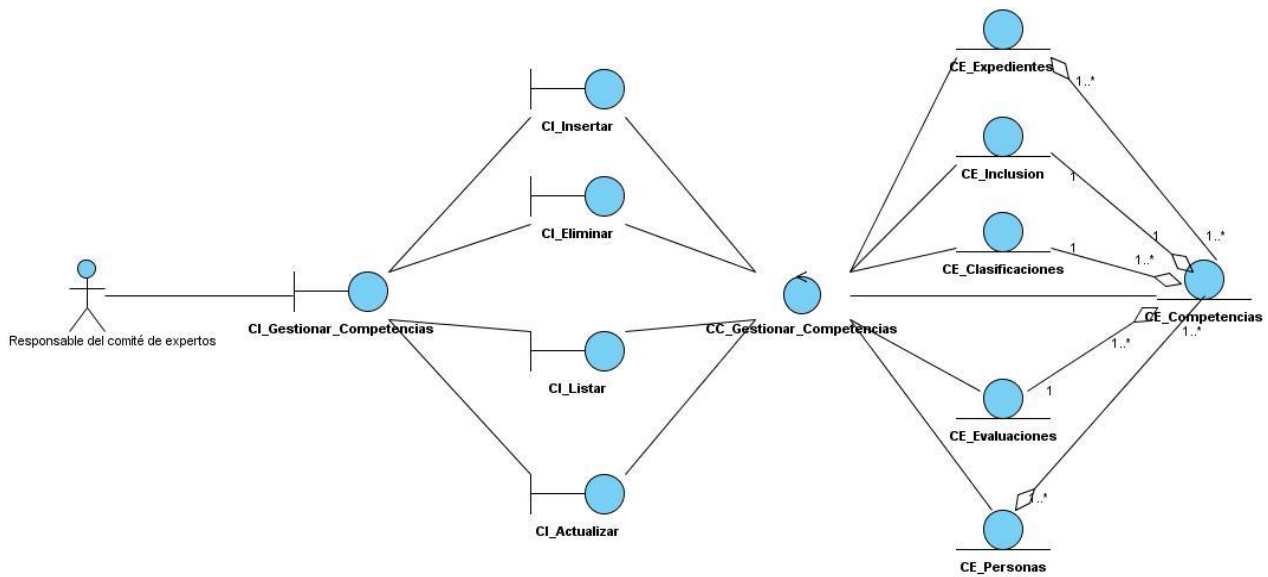 CE_Expedientes
1..*
CI_Insertar
CE_Inclusion
1
CI_Eliminar
CE_Clasificaciones
1
1
1..*
1..*
Responsable del comité de expertos
CI_Gestionar_Competencias
CC_Gestionar_Competencias
CE_Competencias
1..*
1..*
CI_Listar
1
CE_Evaluaciones
CI_Actualizar
1..*
CE_Personas